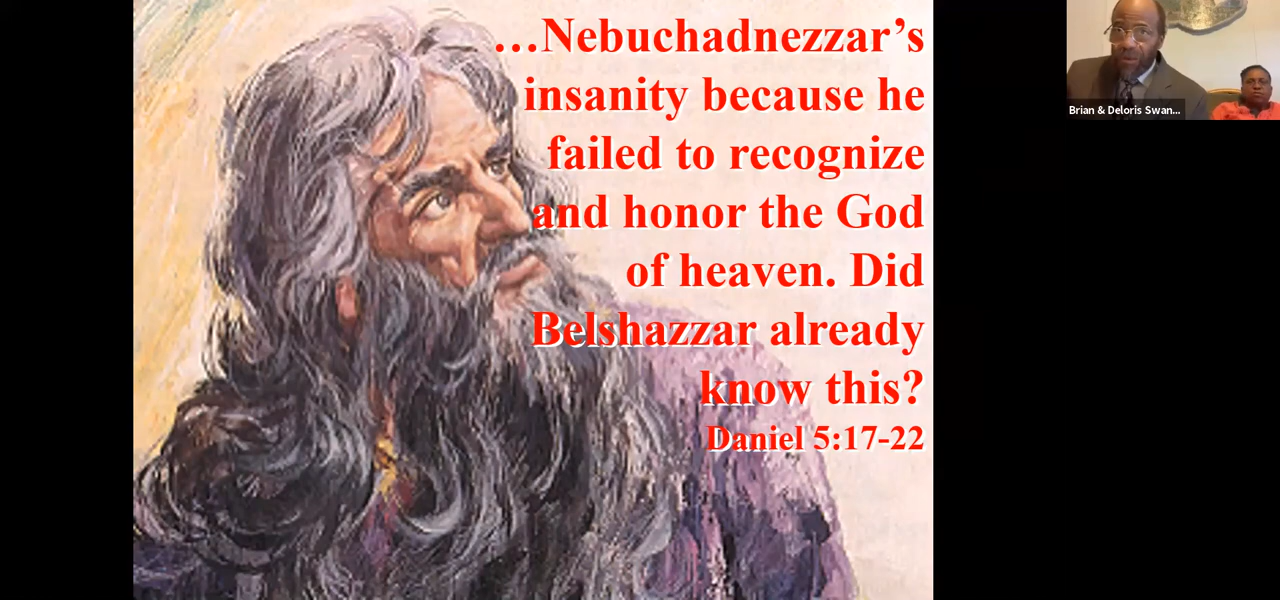 …Nebuchadnezzar’s
insanity because he
failed to recognize
and honor the God
of heaven. Did
Belshazzar already
know this?
Daniel 5:17-22
Brian & Deloris Swan...